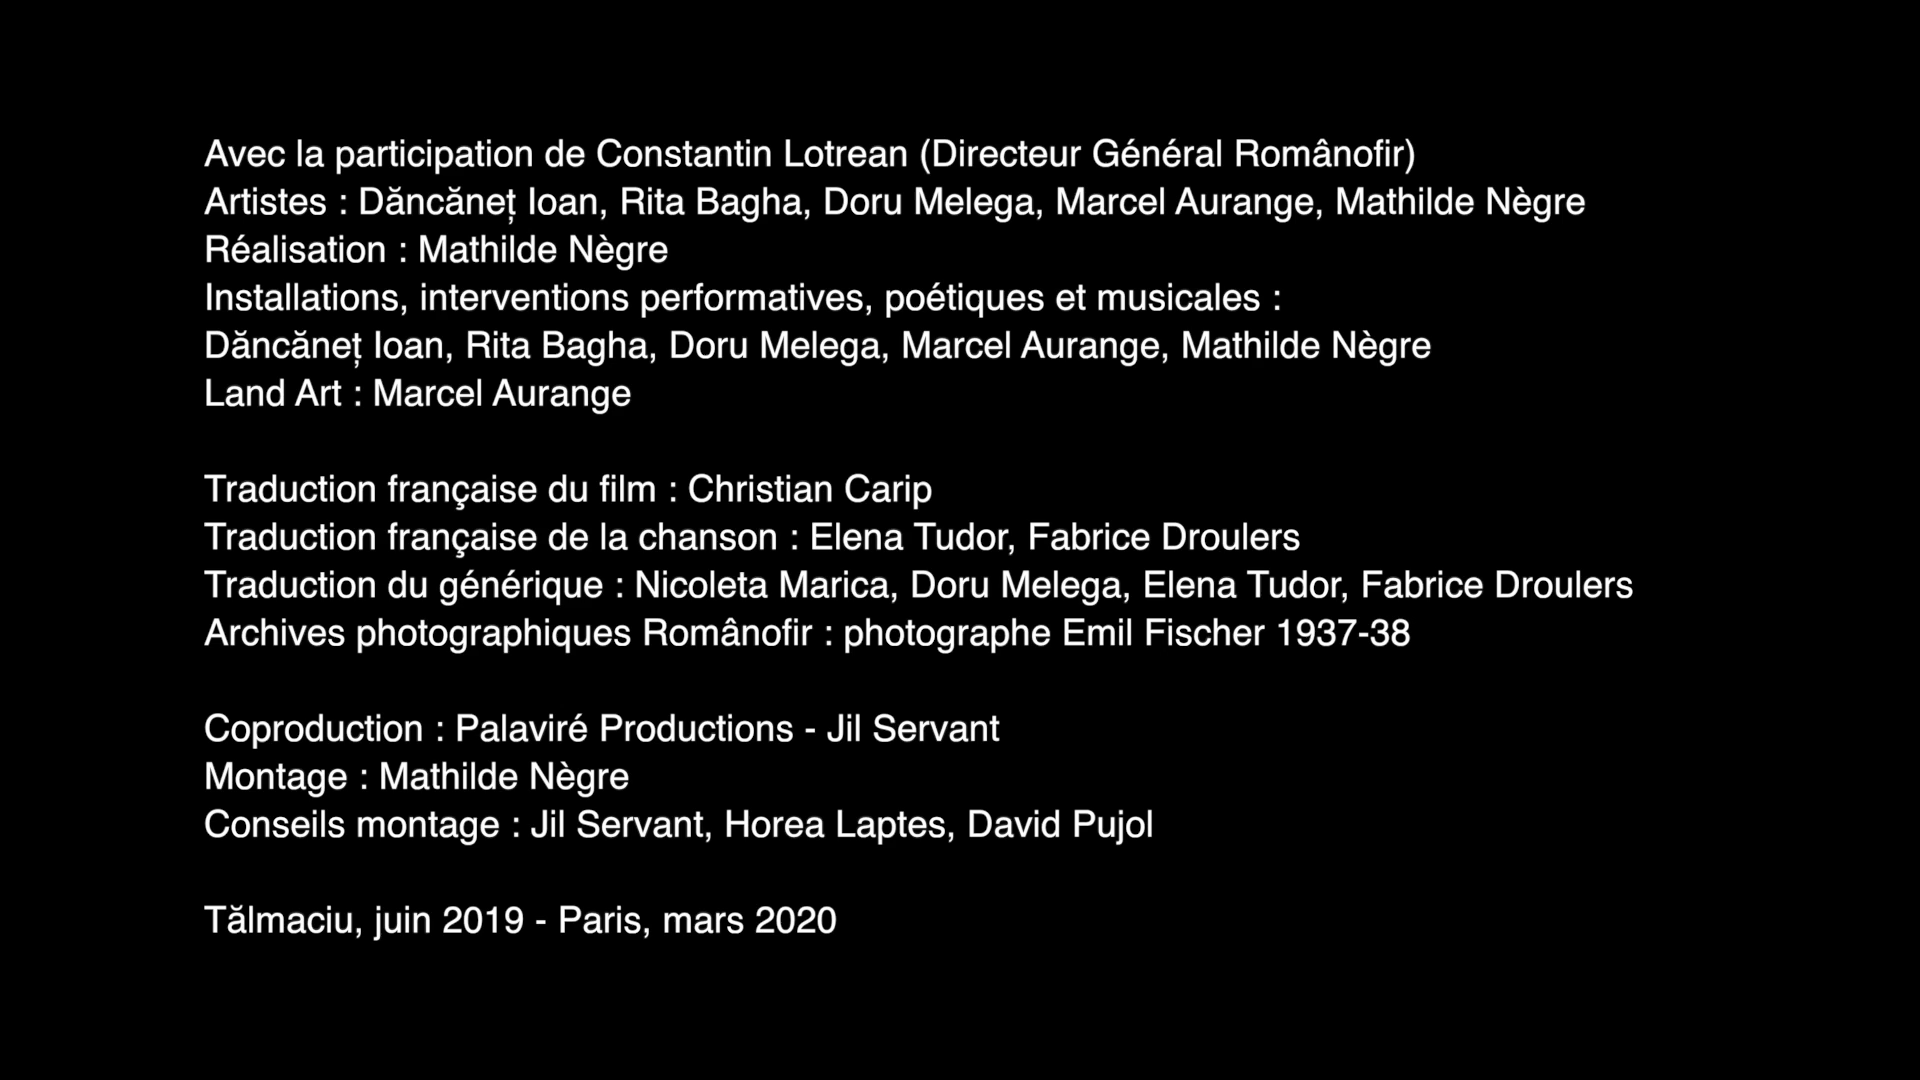 Avec la participation de Constantin Lotrean (Directeur Général Românofir)
Artistes : Dăncăneț Ioan, Rita Bagha, Doru Melega, Marcel Aurange, Mathilde Nègre
Réalisation : Mathilde Nègre
Installations, interventions performatives, poétiques et musicales :
Dăncăneț Ioan, Rita Bagha, Doru Melega, Marcel Aurange, Mathilde Nègre
Land Art : Marcel Aurange
Traduction française du film : Christian Carip
Traduction française de la chanson : Elena Tudor, Fabrice Droulers
Traduction du générique : Nicoleta Marica, Doru Melega, Elena Tudor, Fabrice Droulers
Archives photographiques Românofir : photographe Emil Fischer 1937-38
Coproduction : Palaviré Productions - Jil Servant
Montage : Mathilde Nègre
Conseils montage : Jil Servant, Horea Laptes, David Pujol
Tălmaciu, juin 2019 - Paris, mars 2020